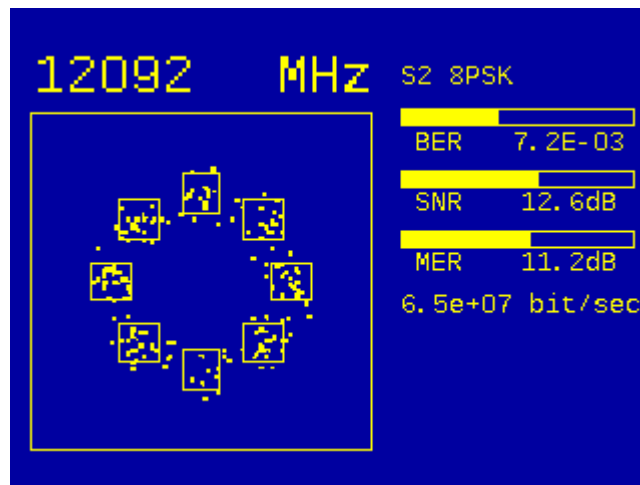 12092 MHz
S2 8PSK
BER 7.2E-03
SNR 12.6dB
MER 11.2dB
6.5e+07 bit/sec